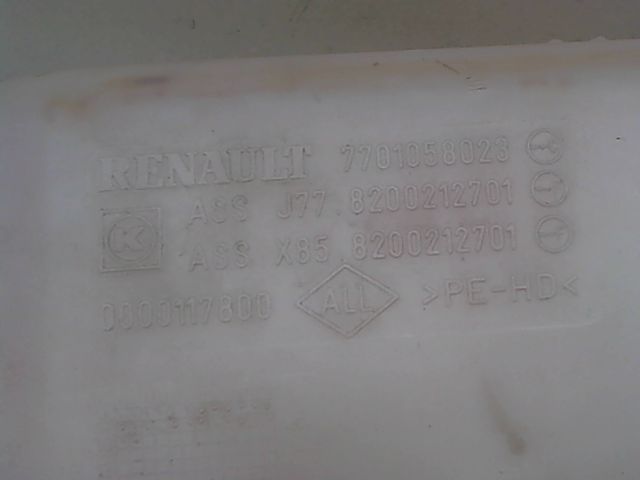 RENAULT 7701058023
K ASS J77 8200212701
ASS X85 8200212701
0000117800 ALL >PE-HD<